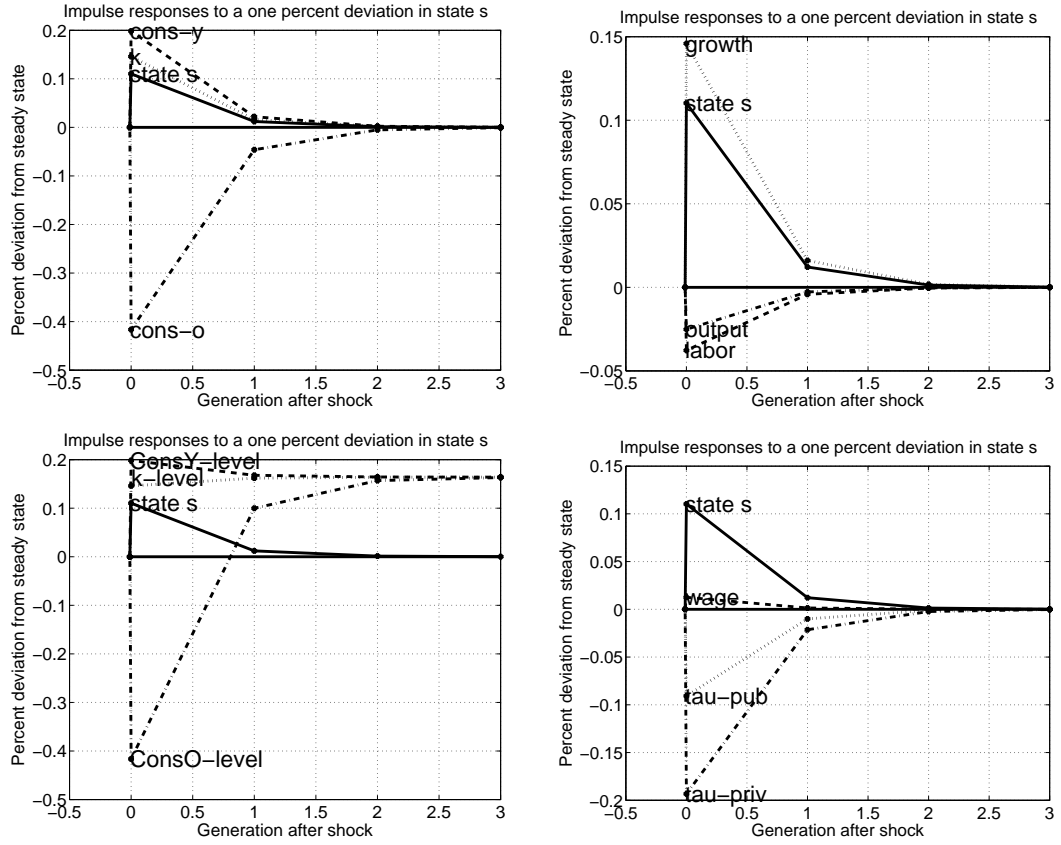 Impulse responses to a one percent deviation in state s
Percent deviation from steady state
0.2
0.1
0
−0.1
−0.2
−0.3
−0.4
−0.5
cons−y
k
state s
cons−o
−0.5 0 0.5 1 1.5 2 2.5 3
Generation after shock
Impulse responses to a one percent deviation in state s
Percent deviation from steady state
0.15
0.1
0.05
0
−0.05
growth
state s
output
labor
−0.5 0 0.5 1 1.5 2 2.5 3
Generation after shock
Impulse responses to a one percent deviation in state s
Percent deviation from steady state
0.2
0.1
0
−0.1
−0.2
−0.3
−0.4
−0.5
ConsY−level
k−level
state s
ConsO−level
−0.5 0 0.5 1 1.5 2 2.5 3
Generation after shock
Impulse responses to a one percent deviation in state s
Percent deviation from steady state
0.15
0.1
0.05
0
−0.05
−0.1
−0.15
−0.2
state s
wage
tau−pub
tau−priv
−0.5 0 0.5 1 1.5 2 2.5 3
Generation after shock